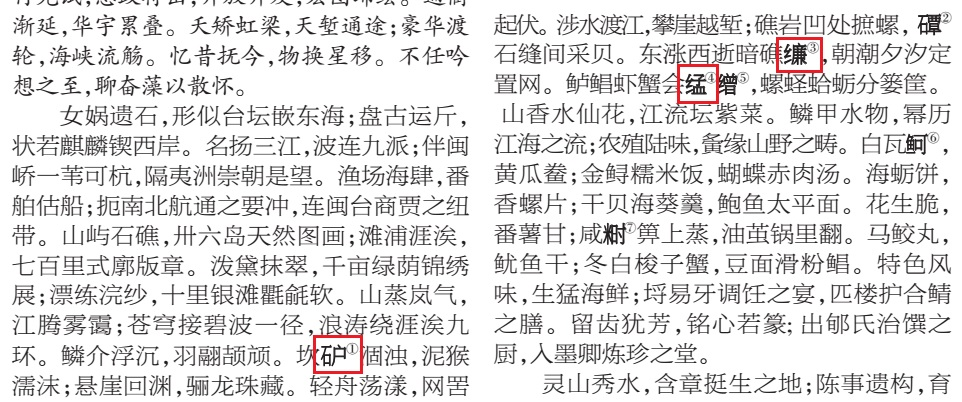 渐延,华宇累叠。天矫虹梁,天堑通途;豪华渡
轮,海峡流觞。忆昔抚今,物换星移。不任吟
想之至,聊奋藻以散怀。
女娲遗石,形似台坛嵌东海;盘古运斤,
状若麒麟锲西岸。名扬三江,波连九派;伴闽
峤一苇可杭,隔夷洲崇朝是望。渔场海肆,番
舶估船;扼南北航通之要冲,连闽台商贾之纽
带。山屿石礁,卅六岛天然图画;滩浦涯涘,
七百里式廓版章。泼黛抹翠,千亩绿荫锦绣
展;漂练浣纱,十里银滩氍毹软。山蒸岚气,
江腾雾霭;苍穹接碧波一径,浪涛绕涯涘九
环。鳞介浮沉,羽翮颉颃。坎矿①涸浊,泥猴
濡沫;悬崖回渊,骊龙珠藏。轻舟荡漾,网罟
起伏。涉水渡江,攀崖越堑;礁岩凹处摭螺,磹②
石缝间采贝。东涨西逝暗礁㡘③,朝潮夕汐定
置网。鲈鲳虾蟹会艋④鱛⑤,螺蛏蛤蛎分篓筐。
山香水仙花,江流坛紫菜。鳞甲水物,幂历
江海之流;农殖陆味,夤缘山野之畴。白瓦魺⑥,
黄瓜鲞;金鲟糯米饭,蝴蝶赤肉汤。海蛎饼,
香螺片;干贝海葵羹,鲍鱼太平面。花生脆,
番薯甘;咸⑦箅上蒸,油茧锅里翻。马鲛丸,
鱿鱼干;冬白梭子蟹,豆面滑粉鲳。特色风
味,生猛海鲜;埒易牙调饪之宴,匹楼护合鲭
之膳。留齿犹芳,铭心若篆;出郇氏治馔之
厨,入墨卿炼珍之堂。
灵山秀水,含章挺生之地;陈事遗构,育